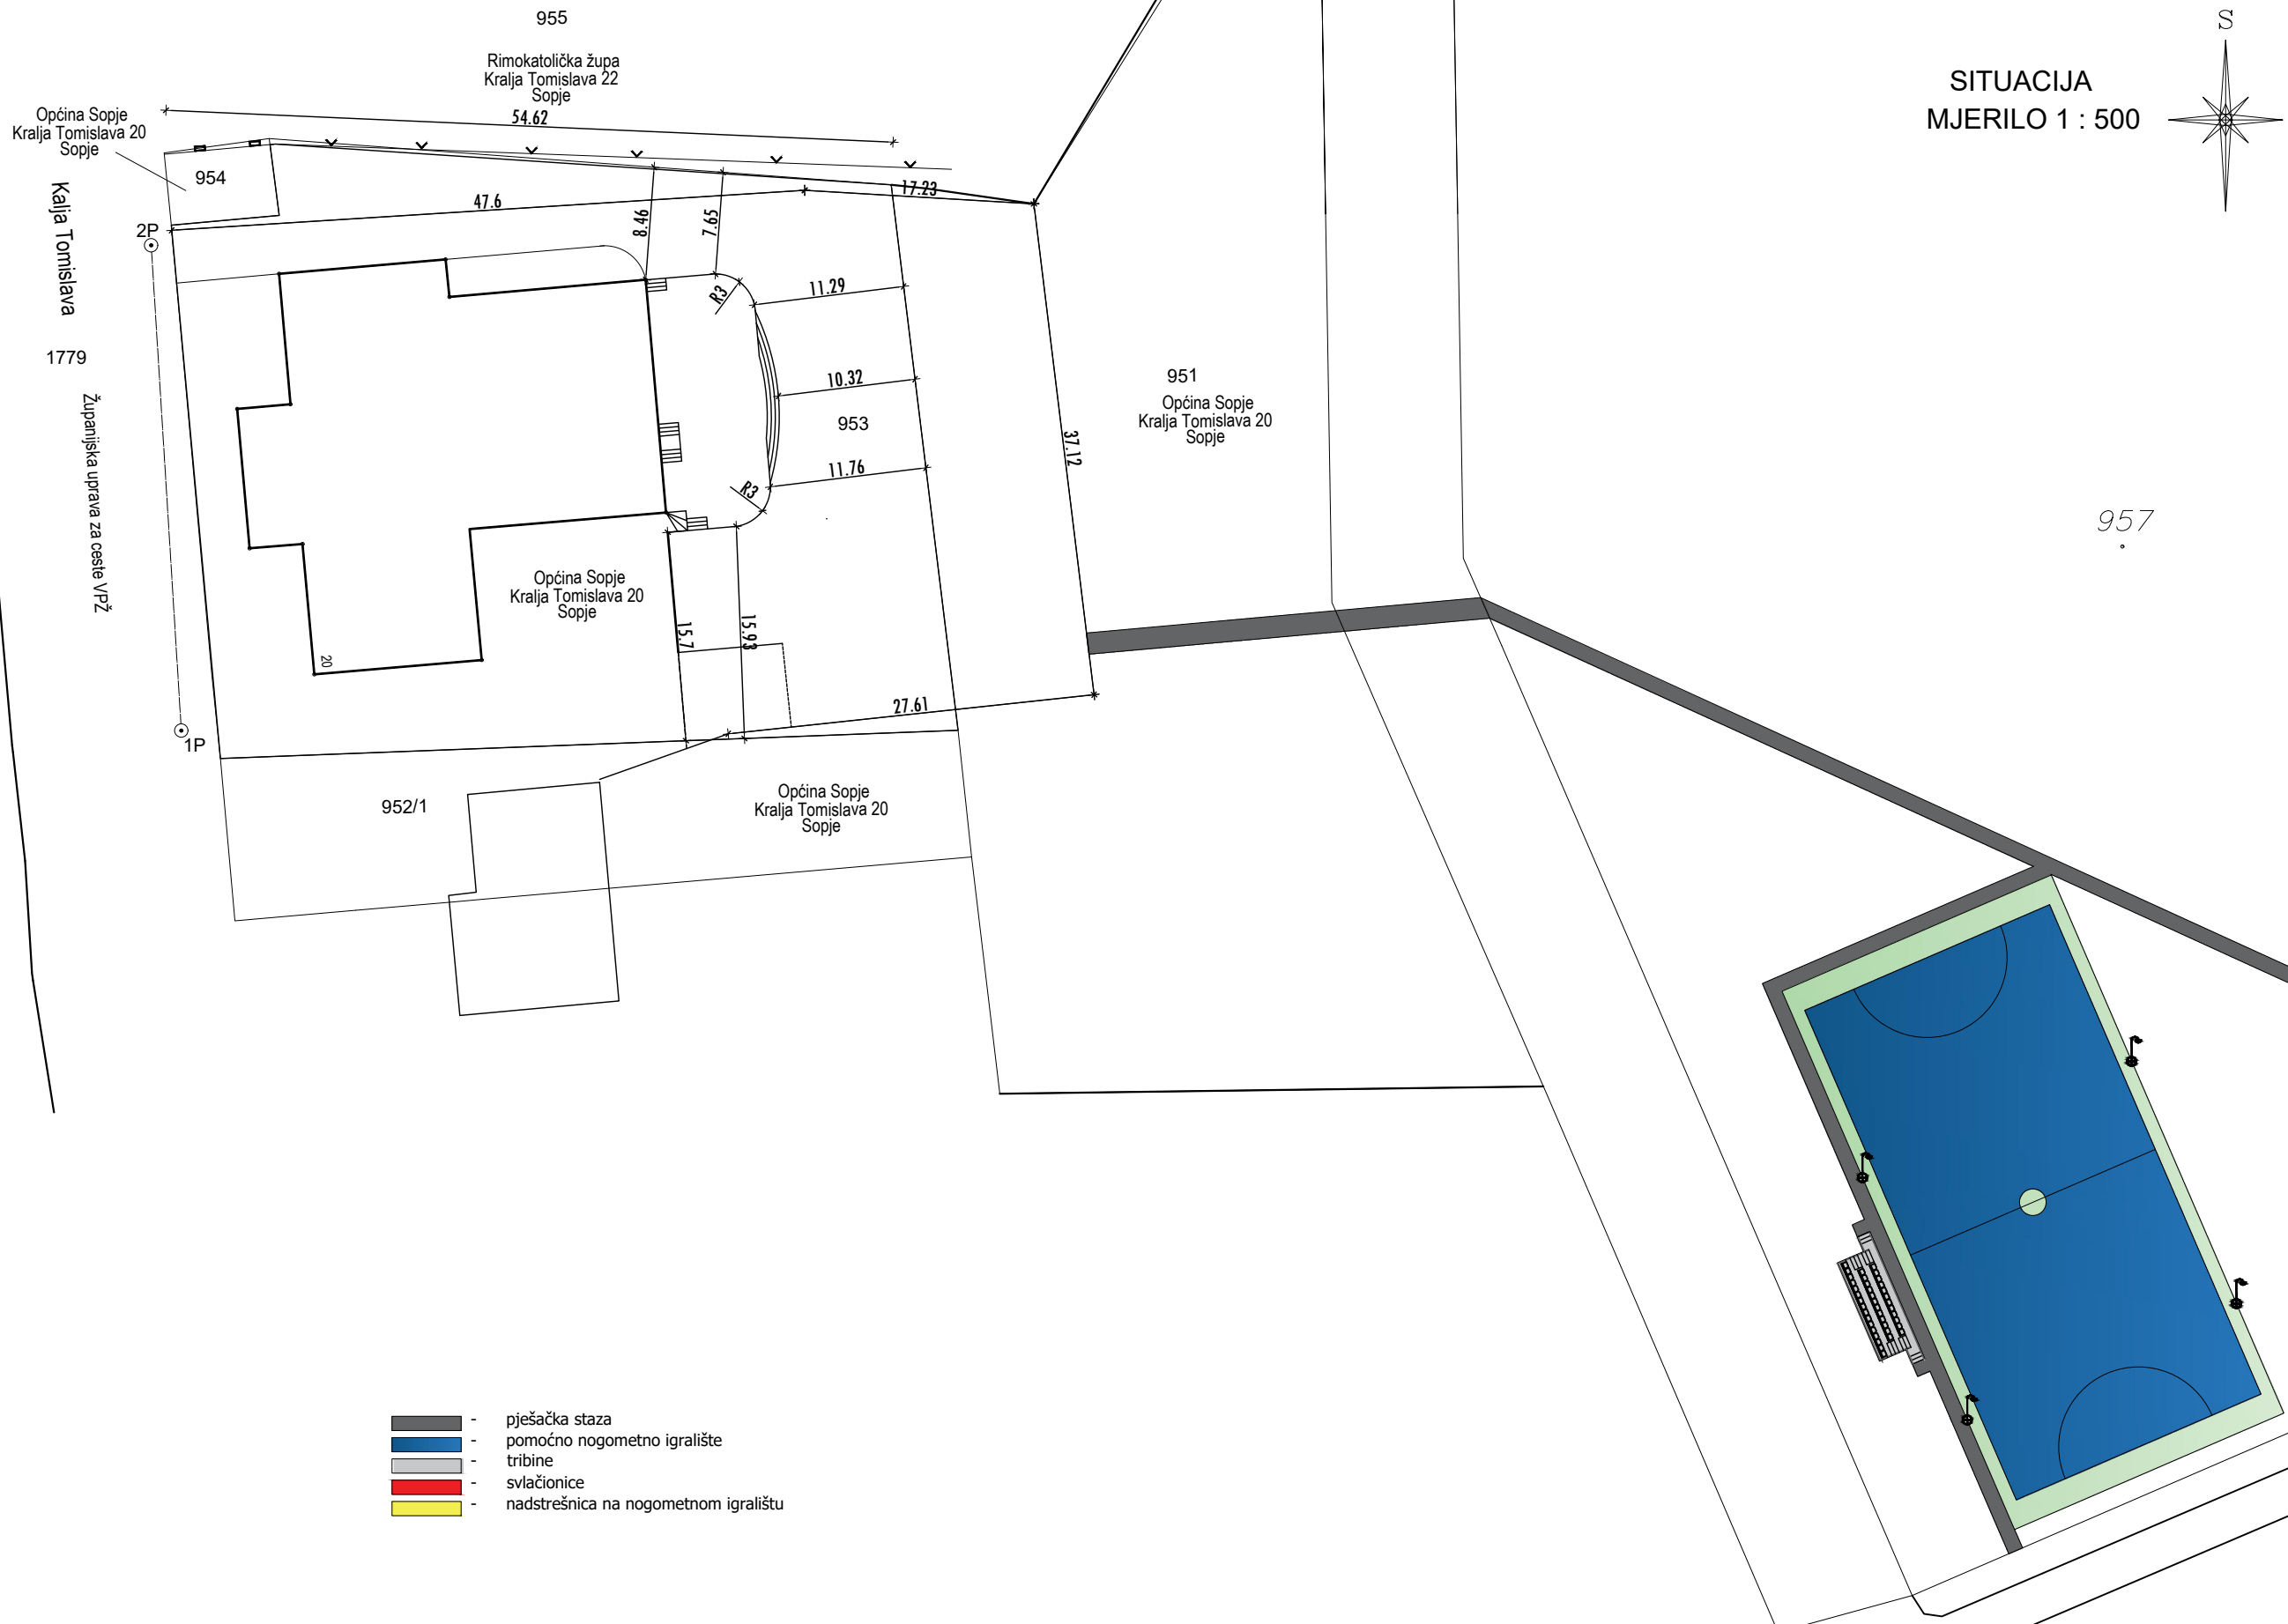 955
Rimokatolička župa
Kralja Tomislava 22
Sopje
S
SITUACIJA
MJERILO 1 : 500
Općina Sopje
Kralja Tomislava 20
Sopje
54.62
954
Kalja Tomislava
47.6
17.23
2P
8.46
7.65
R3
11.29
1779
10.32
951
Općina Sopje
Kralja Tomislava 20
Sopje
953
Županijska uprava za ceste VPŽ
37.12
11.76
R3
957
Općina Sopje
Kralja Tomislava 20
Sopje
15.7
15.93
20
27.61
1P
952/1
Općina Sopje
Kralja Tomislava 20
Sopje
- pješačka staza
- pomoćno nogometno igralište
- tribine
- svlačionice
- nadstrešnica na nogometnom igralištu